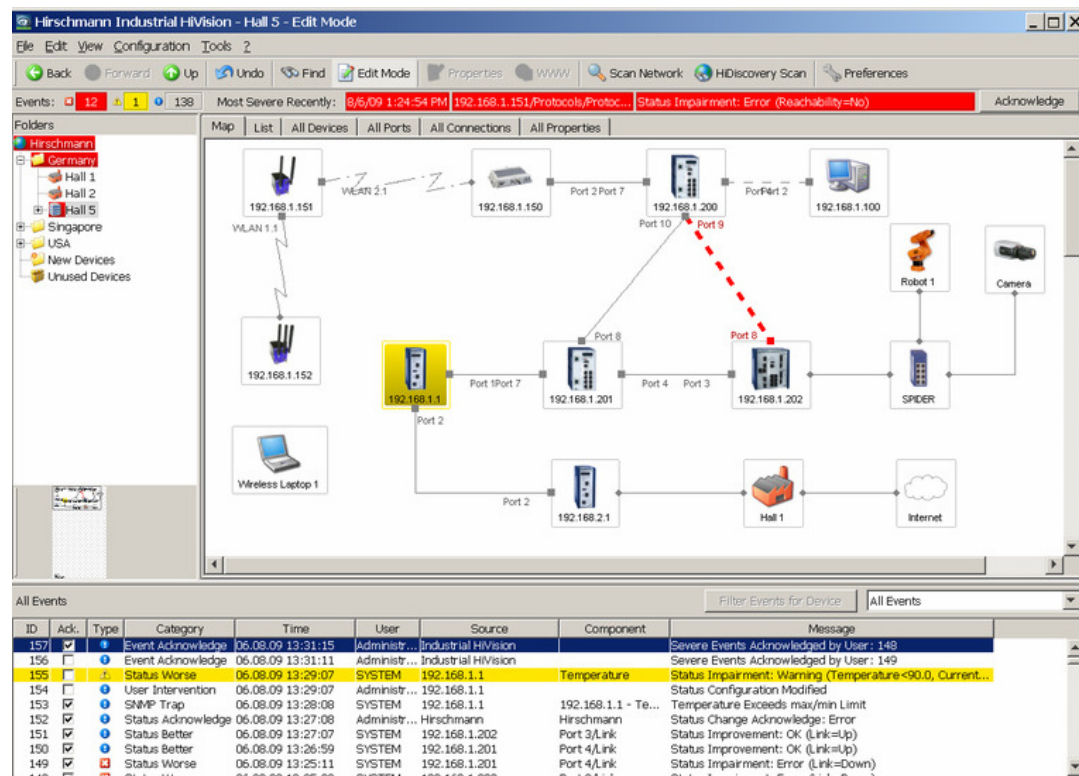 Hirschmann Industrial HiVision - Hall 5 - Edit Mode
File Edit View Configuration Tools ?
Back Forward Up Undo Find Edit Mode Properties WWW Scan Network HiDiscovery Scan Preferences
Events: 12 1 138 Most Severe Recently: 8/6/09 1:24:54 PM 192.168.1.151/Protocols/Protoc... Status Impairment: Error (Reachability=No) Acknowledge
Folders
Hirschmann
Germany
Hall 1
Hall 2
Hall 5
Singapore
USA
New Devices
Unused Devices
Map List All Devices All Ports All Connections All Properties
192.168.1.151
WLAN 2.1
192.168.1.150
Port 2 Port 7
192.168.1.200
Port 2
192.168.1.100
WLAN 1.1
Port 10 Port 9
Robot 1
Camera
Port 8
Port 8
192.168.1.152
192.168.1.1
Port 1 Port 7
192.168.1.201
Port 4 Port 3
192.168.1.202
SPIDER
Port 2
Wireless Laptop 1
Port 2
192.168.2.1
Hall 1
Internet
All Events
Filter Events for Device
All Events
ID Ack. Type Category Time User Source Component Message
157 Event Acknowledge 06.08.09 13:31:15 Administr... Industrial HiVision Severe Events Acknowledged by User: 148
156 Event Acknowledge 06.08.09 13:31:11 Administr... Industrial HiVision Severe Events Acknowledged by User: 149
155 Status Worse 06.08.09 13:29:07 SYSTEM 192.168.1.1 Temperature Status Impairment: Warning (Temperature<90.0, Current...
154 User Intervention 06.08.09 13:29:07 SYSTEM 192.168.1.1 Status Configuration Modified
153 SNMP Trap 06.08.09 13:28:08 SYSTEM 192.168.1.1 192.168.1.1 - Te... Temperature Exceeds max/min Limit
152 Status Acknowledge 06.08.09 13:27:08 Administr... Hirschmann Hirschmann Status Change Acknowledge: Error
151 Status Better 06.08.09 13:27:07 SYSTEM 192.168.1.202 Port 3/Link Status Improvement: OK (Link=Up)
150 Status Better 06.08.09 13:26:59 SYSTEM 192.168.1.201 Port 4/Link Status Improvement: OK (Link=Up)
149 Status Worse 06.08.09 13:25:11 SYSTEM 192.168.1.201 Port 4/Link Status Impairment: Error (Link=Down)